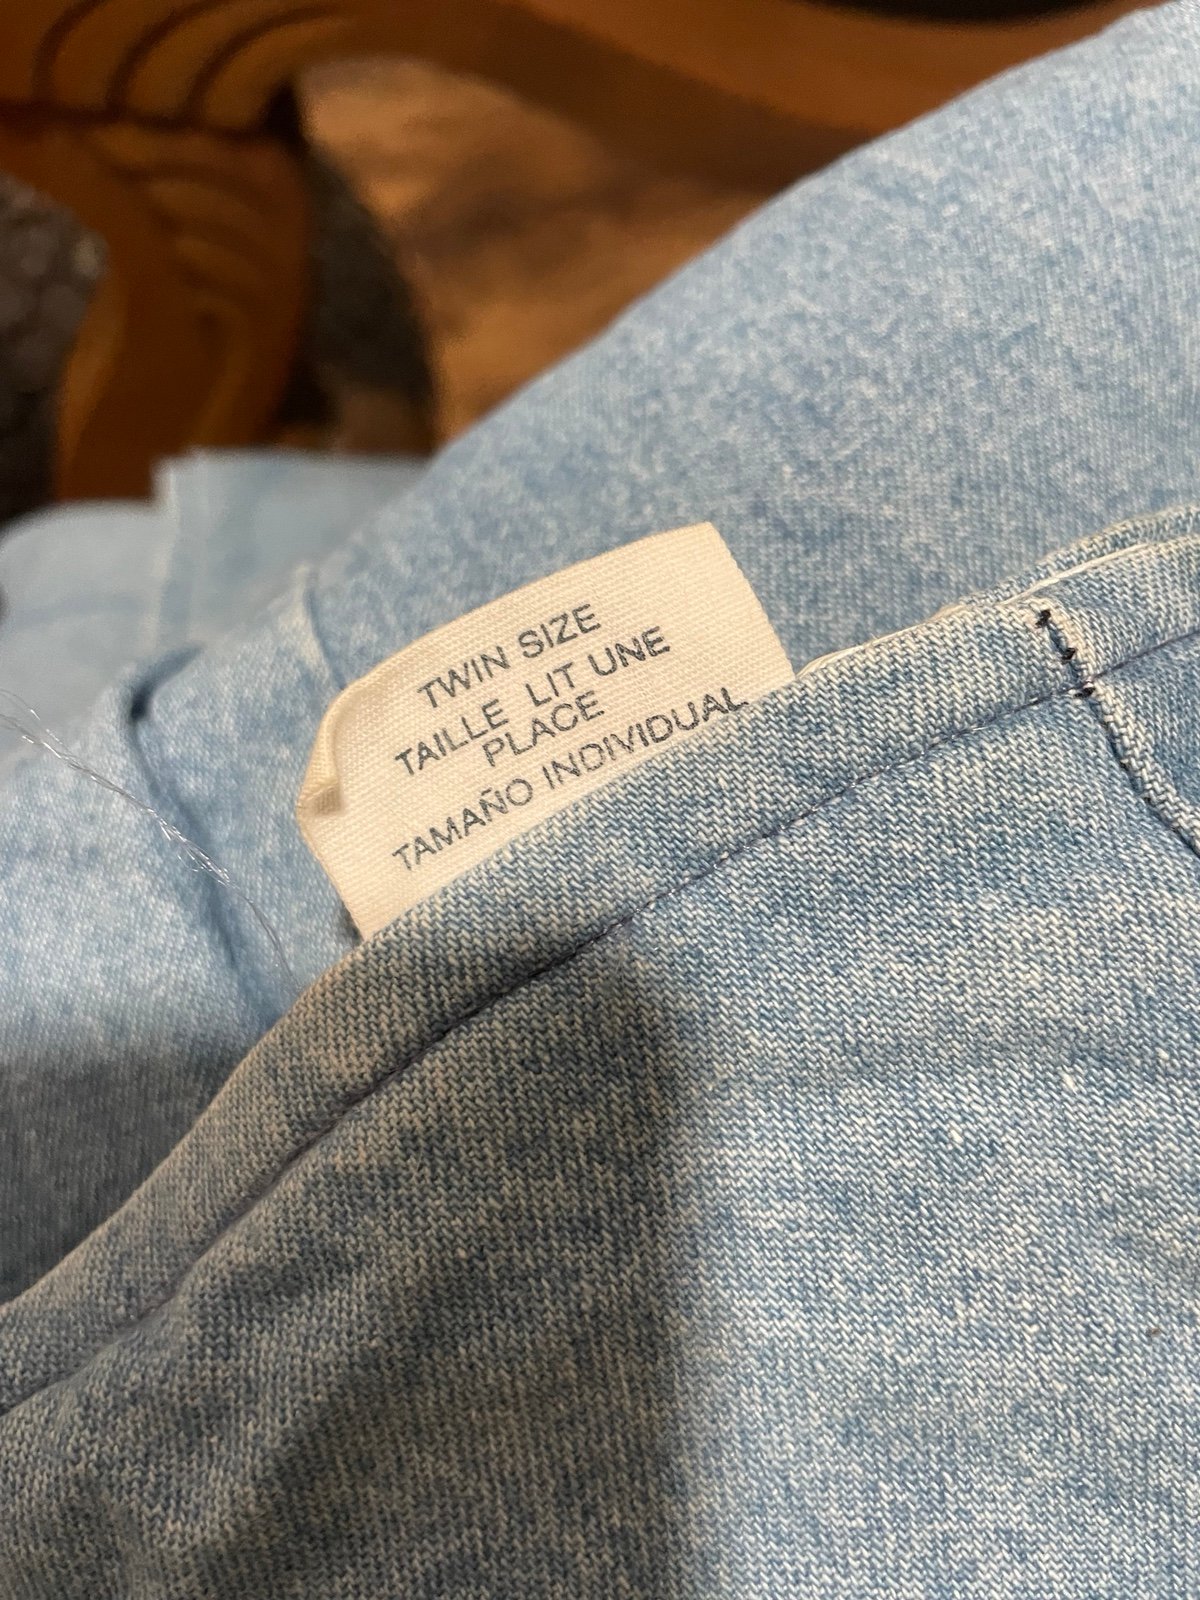 TWIN SIZE
TAILLE LIT UNE
PLACE
TAMAÑO INDIVIDUAL